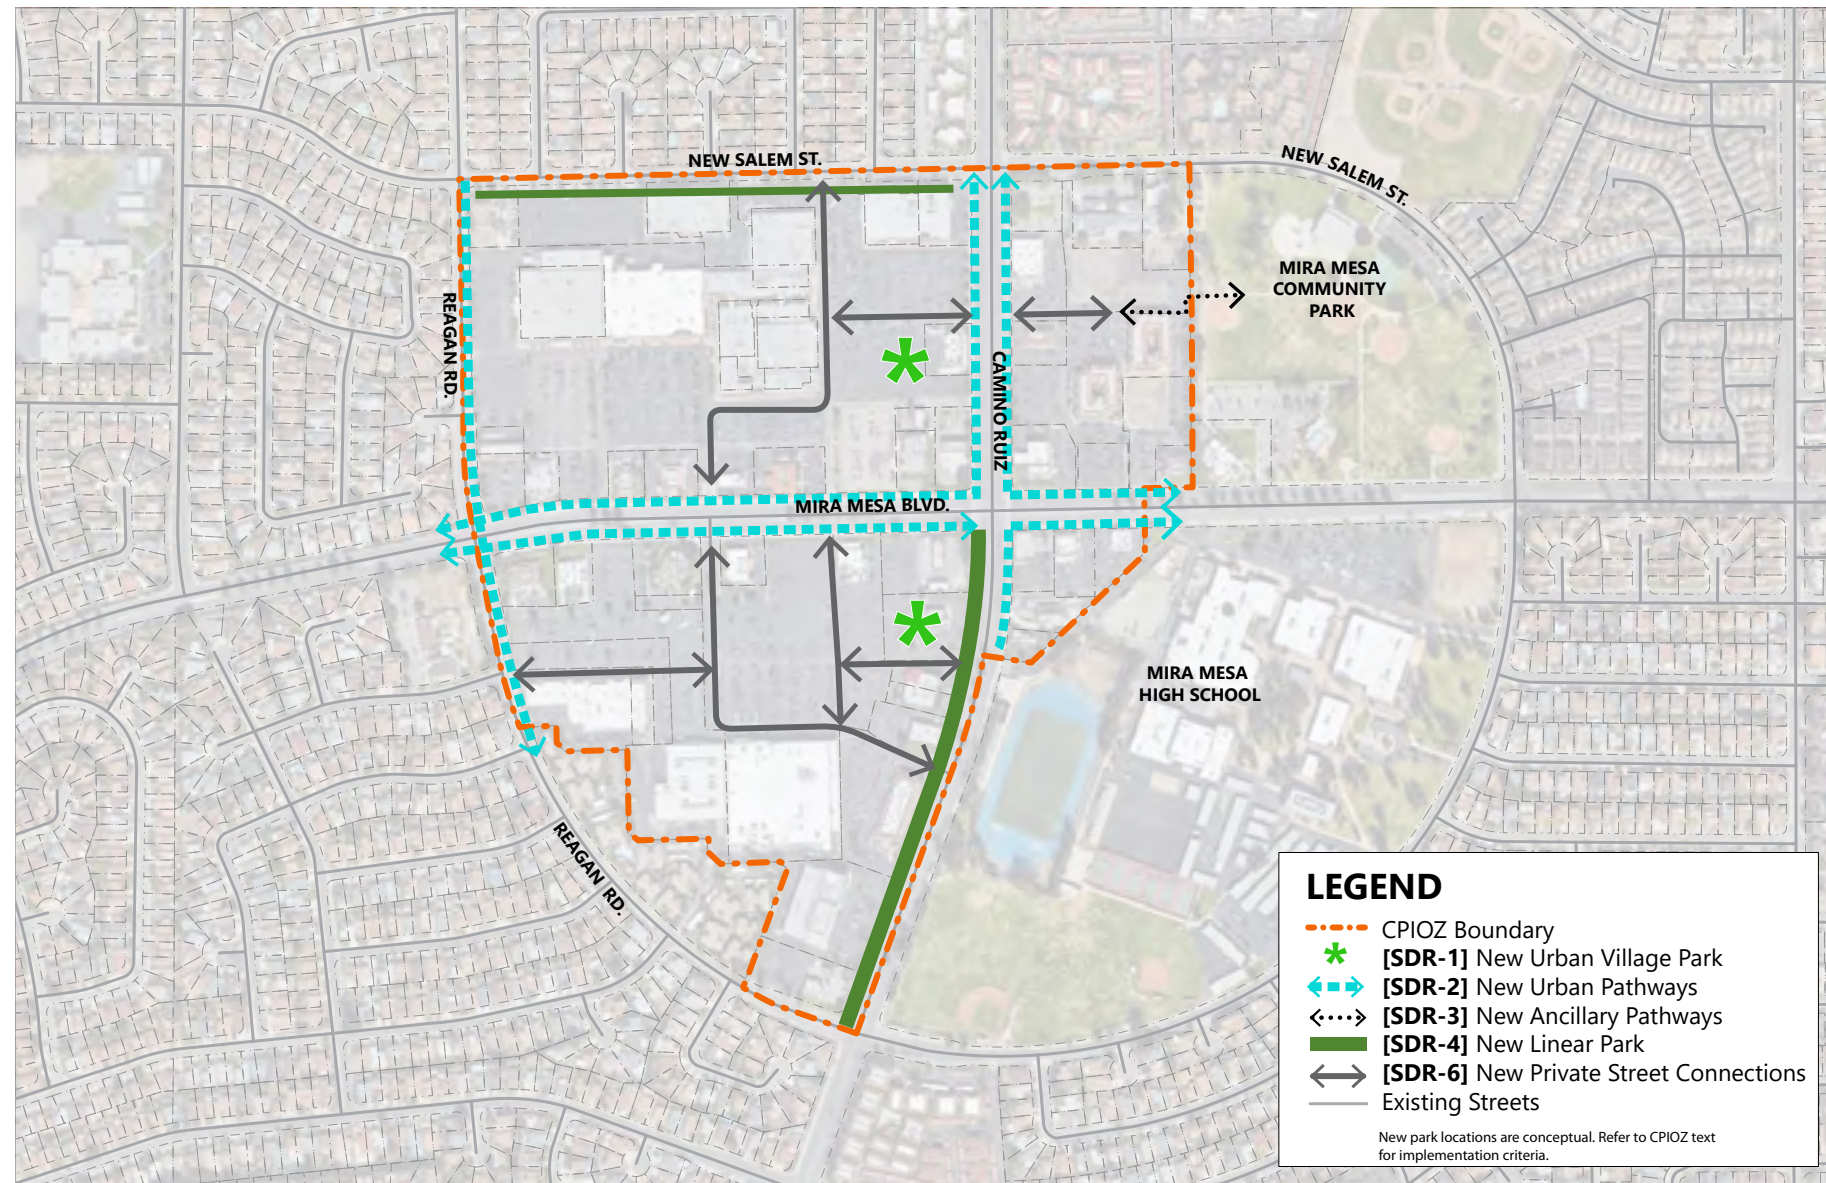 NEW SALEM ST.
NEW SALEM ST.
MIRA MESA
COMMUNITY
PARK
REAGAN RD.
CAMINO RUIZ
MIRA MESA BLVD.
MIRA MESA
HIGH SCHOOL
REAGAN RD.
LEGEND
CPIOZ Boundary
[SDR-1] New Urban Village Park
[SDR-2] New Urban Pathways
[SDR-3] New Ancillary Pathways
[SDR-4] New Linear Park
[SDR-6] New Private Street Connections
Existing Streets
New park locations are conceptual. Refer to CPIOZ text
for implementation criteria.